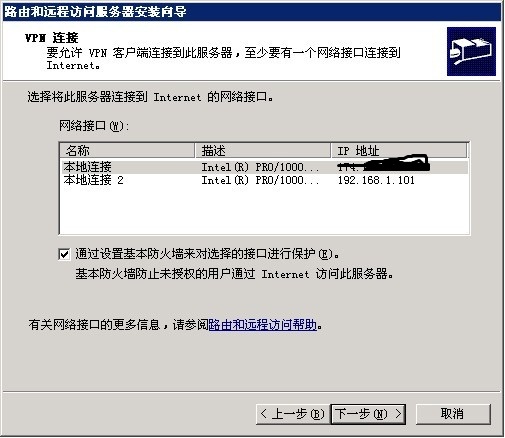 路由和远程访问服务器安装向导
VPN 连接
要允许 VPN 客户端连接到此服务器，至少要有一个网络接口连接到
Internet。
选择将此服务器连接到 Internet 的网络接口。
网络接口(W):
名称 描述 IP 地址
本地连接 Intel(R) PRO/1000... 174.
本地连接 2 Intel(R) PRO/1000... 192.168.1.101
通过设置基本防火墙来对选择的接口进行保护(E)。
基本防火墙防止未授权的用户通过 Internet 访问此服务器。
有关网络接口的更多信息，请参阅路由和远程访问帮助。
< 上一步(B) 下一步(N) > 取消